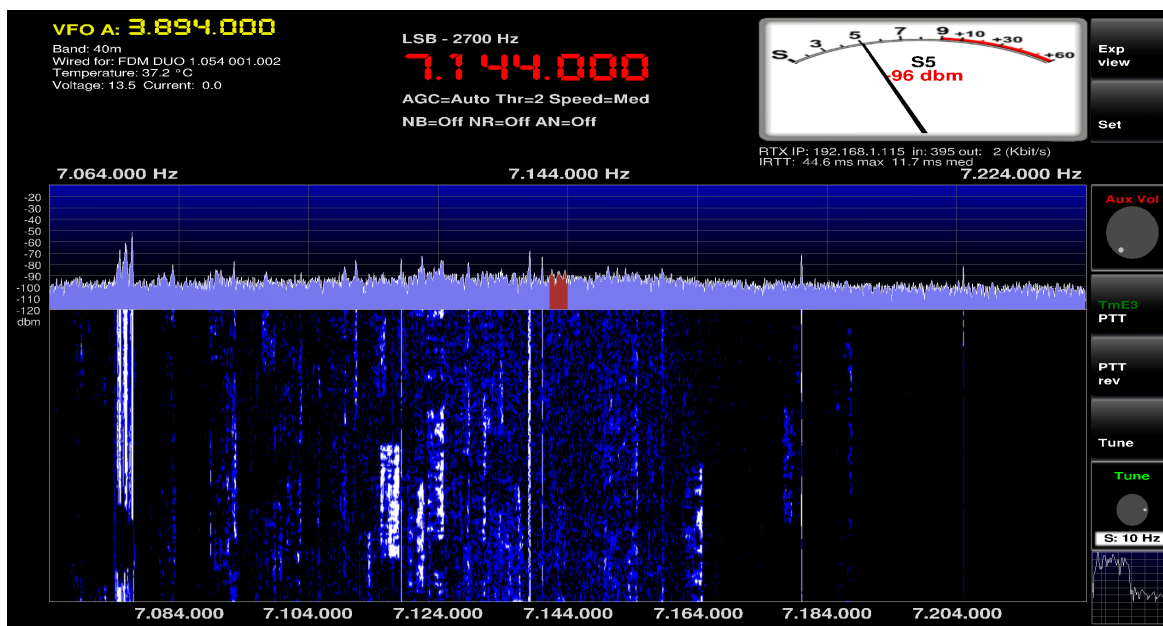 VFO A: 3.894.000
Band: 40m
Wired for: FDM DUO 1.054 001.002
Temperature: 37.2 °C
Voltage: 13.5 Current: 0.0
LSB - 2700 Hz
7.144.000
AGC=Auto Thr=2 Speed=Med
NB=Off NR=Off AN=Off
S 3 5 7 9 +10 +30 +60
S5
-96 dbm
RTX IP: 192.168.1.115 in: 395 out: 2 (Kbit/s)
IRTT: 44.6 ms max 11.7 ms med
Exp
view
Set
7.064.000 Hz
7.144.000 Hz
7.224.000 Hz
-20
-30
-40
-50
-60
-70
-80
-90
-100
-110
-120
dbm
Aux Vol
TmE3
PTT
PTT
rev
Tune
Tune
S: 10 Hz
7.084.000 7.104.000 7.124.000 7.144.000 7.164.000 7.184.000 7.204.000